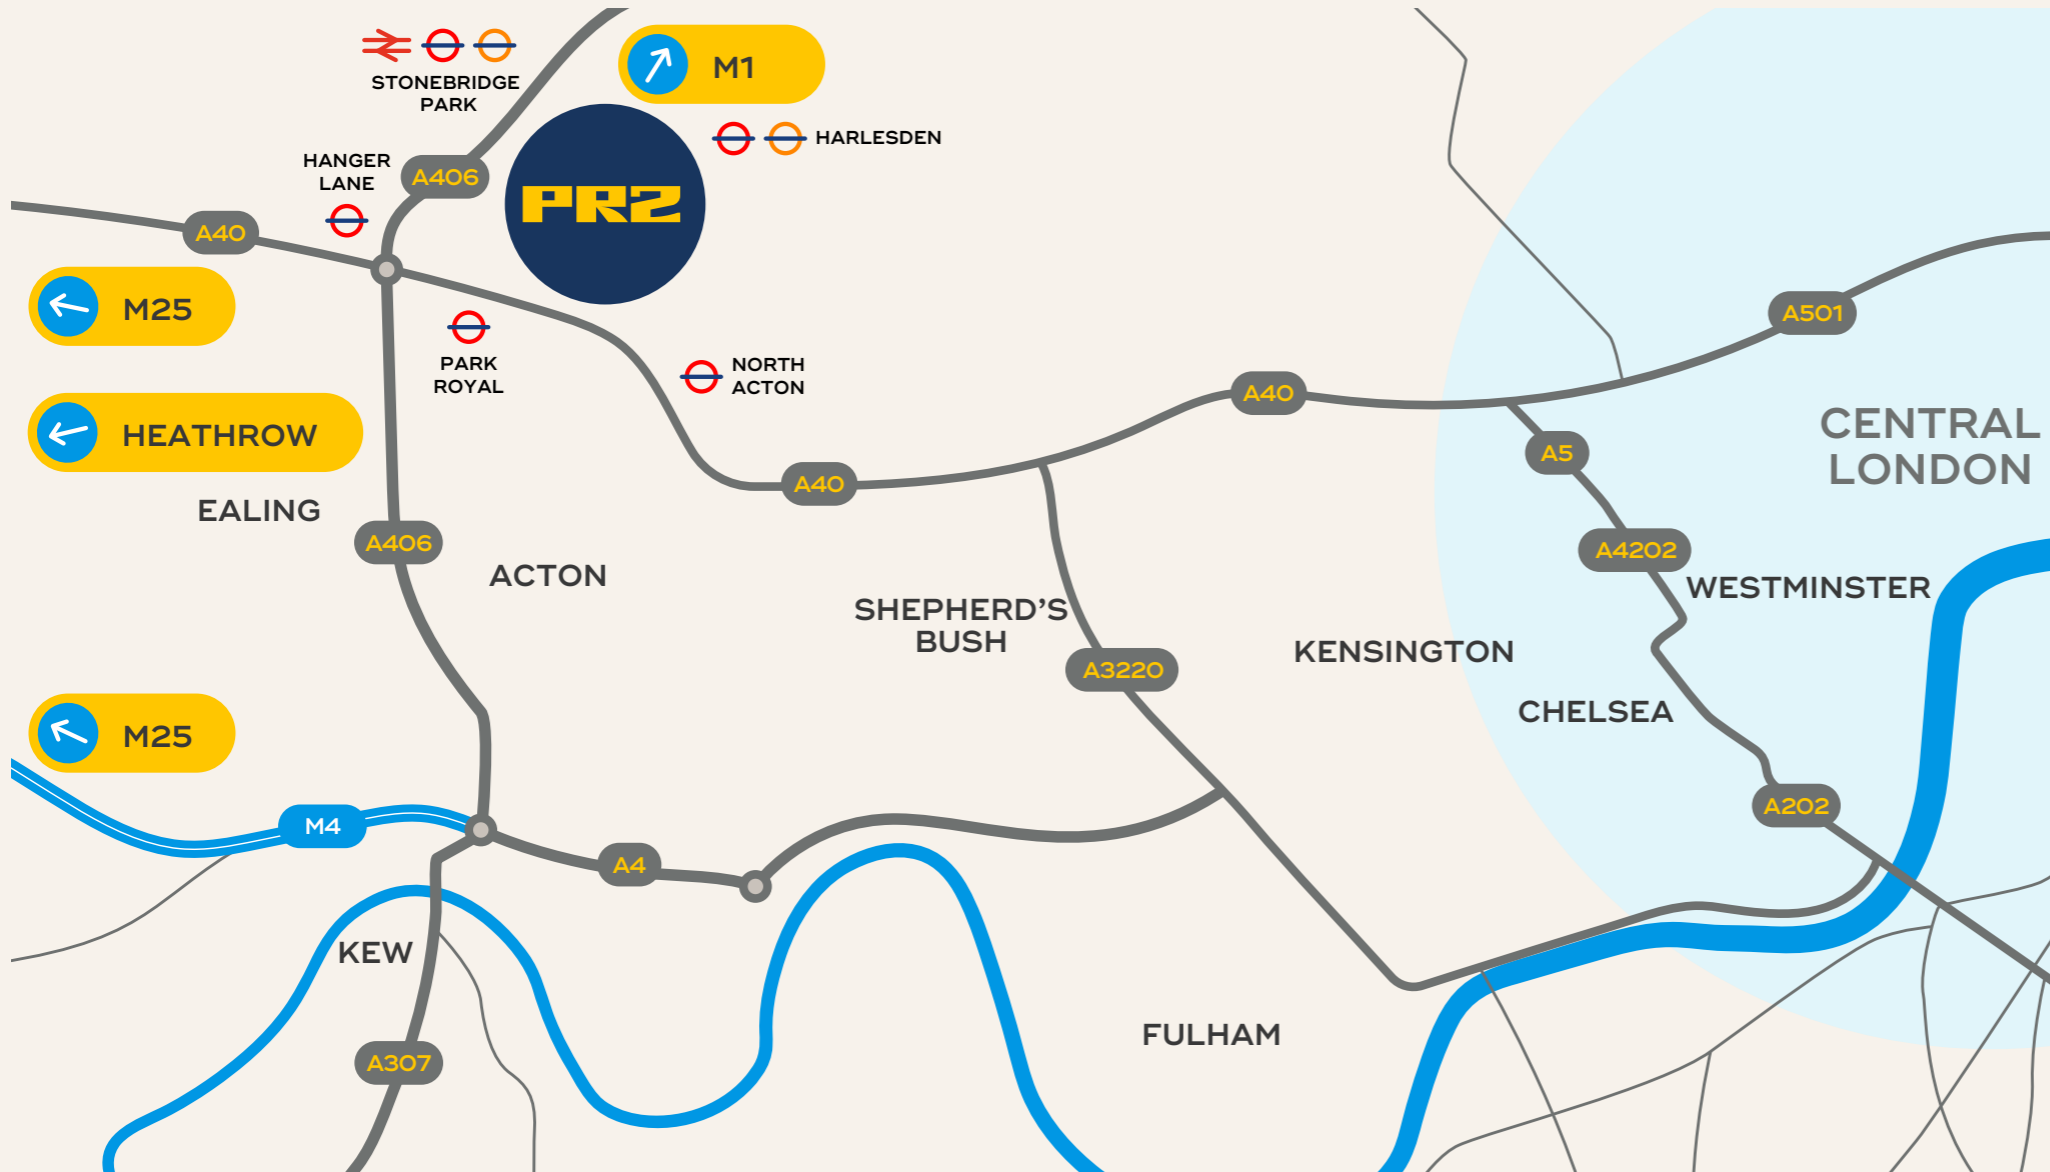 STONEBRIDGE
PARK
M1
HARLESDEN
HANGER
LANE
A406
PR2
A40
M25
PARK
ROYAL
NORTH
ACTON
A501
A40
HEATHROW
CENTRAL
LONDON
A5
A40
EALING
A406
ACTON
A4202
WESTMINSTER
SHEPHERD'S
BUSH
KENSINGTON
A3220
CHELSEA
M25
A202
M4
A4
KEW
FULHAM
A307